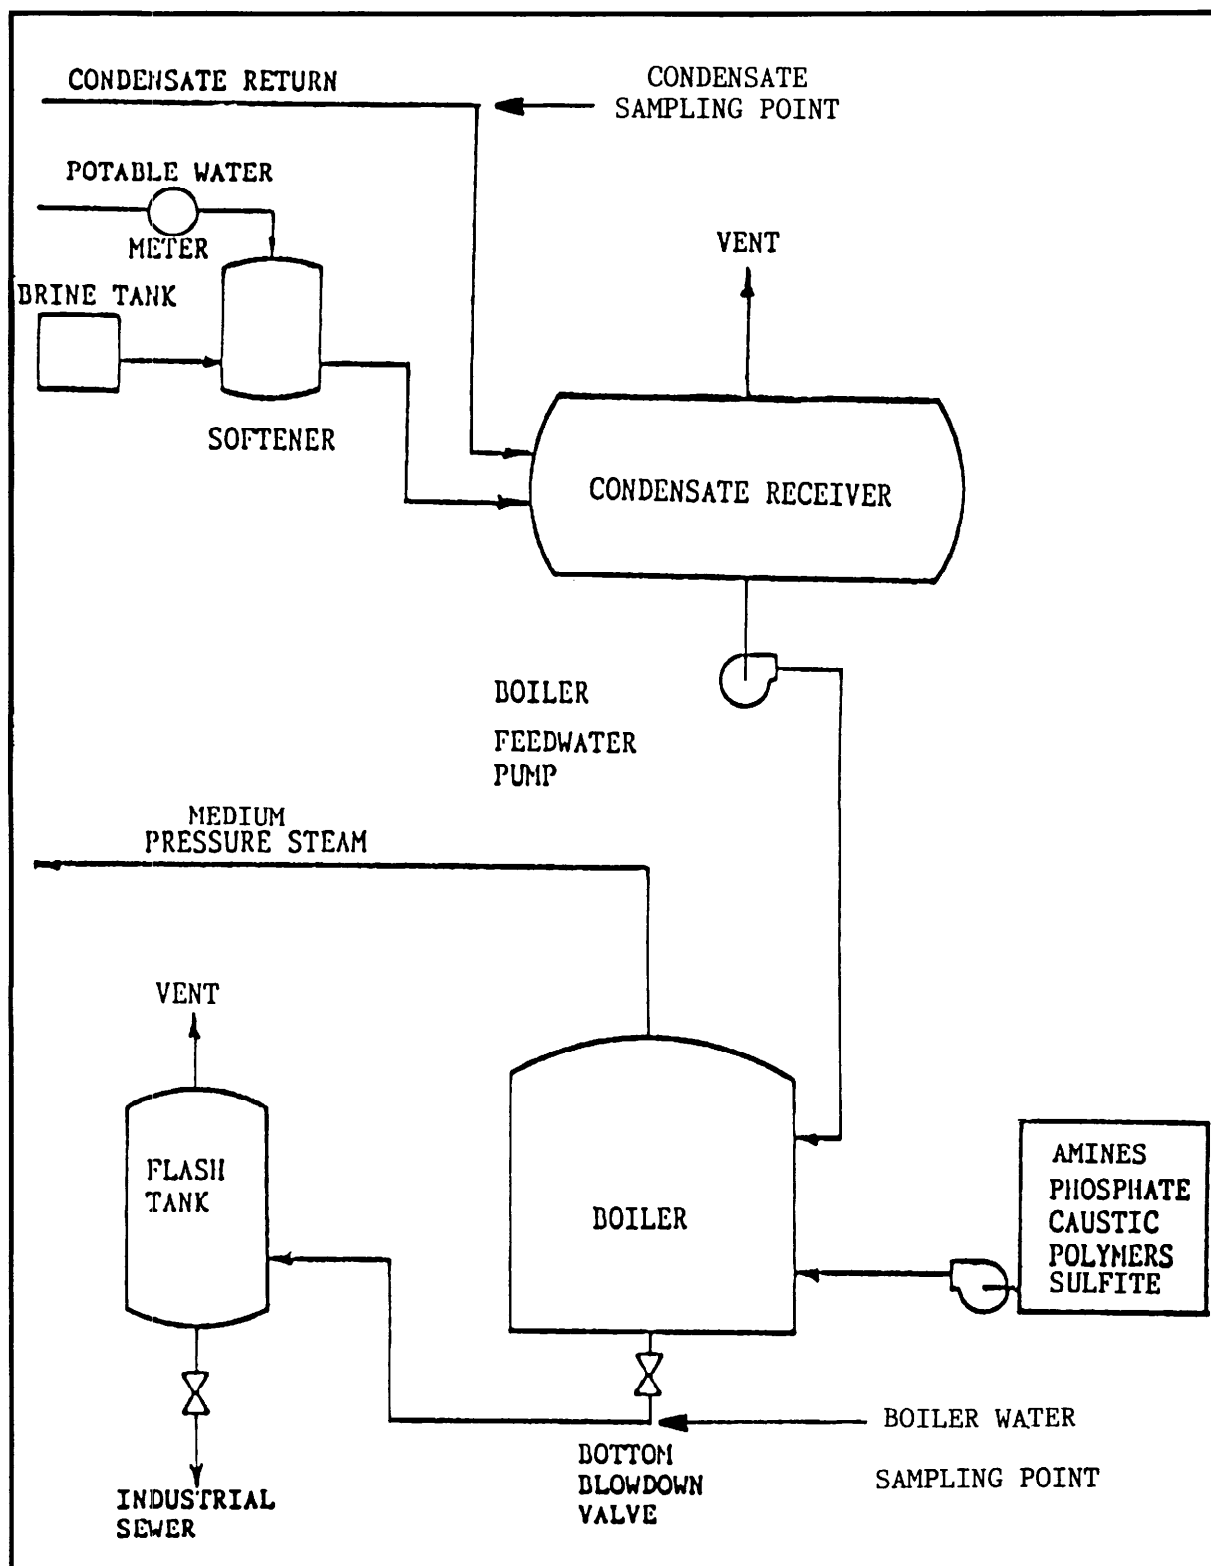 CONDENSATE RETURN
CONDENSATE
SAMPLING POINT
POTABLE WATER
METER
BRINE TANK
SOFTENER
VENT
CONDENSATE RECEIVER
BOILER
FEEDWATER
PUMP
MEDIUM
PRESSURE STEAM
VENT
FLASH
TANK
BOILER
AMINES
PHOSPHATE
CAUSTIC
POLYMERS
SULFITE
BOILER WATER
SAMPLING POINT
BOTTOM
BLOWDOWN
VALVE
INDUSTRIAL
SEWER